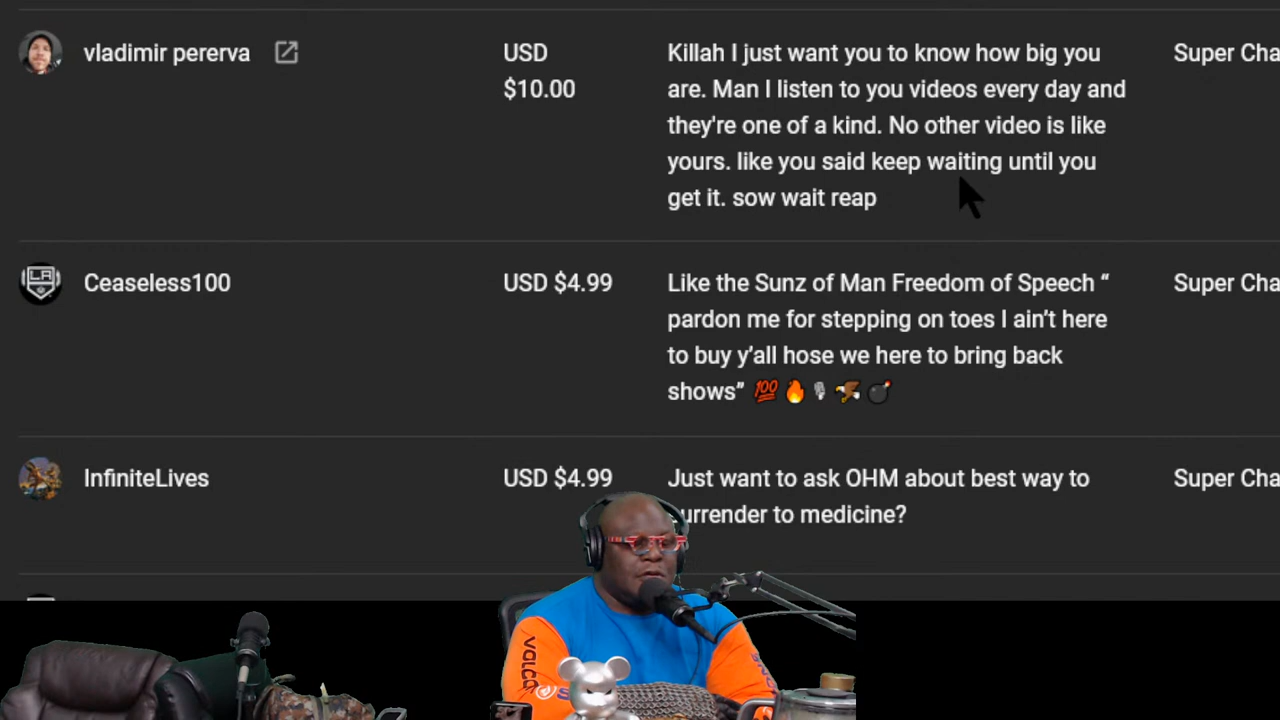 vladimir pererva
USD
$10.00
Killah I just want you to know how big you
are. Man I listen to you videos every day and
they're one of a kind. No other video is like
yours. like you said keep waiting until you
get it. sow wait reap
Super Cha
Ceaseless100
USD $4.99
Like the Sunz of Man Freedom of Speech “
pardon me for stepping on toes I ain’t here
to buy y’all hose we here to bring back
shows” 💯🔥🎙🦅💣
Super Cha
InfiniteLives
USD $4.99
Just want to ask OHM about best way to
urrender to medicine?
Super Cha
LA